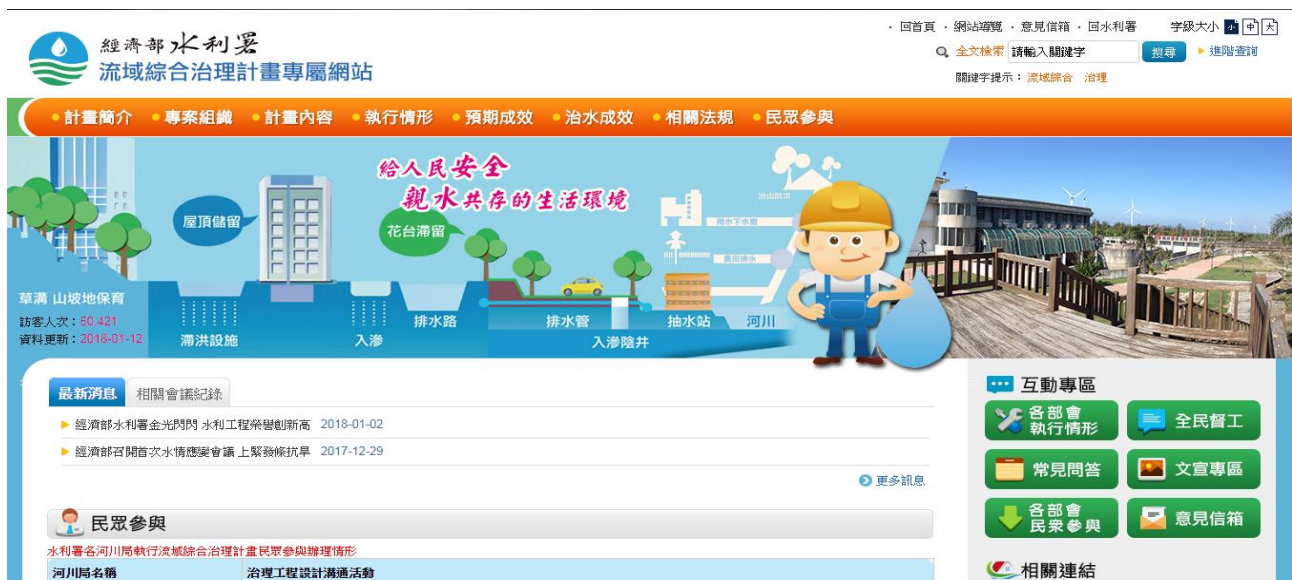 · 回首頁 · 網站導覽 · 意見信箱 · 回水利署 字級大小 小 中 大
經濟部水利署
流域綜合治理計畫專屬網站
全文檢索 請輸入關鍵字 搜尋 進階查詢
關鍵字提示：流域綜合 治理
計畫簡介 專案組織 計畫內容 執行情形 預期成效 治水成效 相關法規 民眾參與
給人民安全
親水共存的生活環境
治山防洪
屋頂儲留
花台滯留
雨水下水道
農田排水
草溝 山坡地保育
訪客人次：60,421
資料更新：2018-01-12
滯洪設施 入滲 排水路 排水管 抽水站 河川
入滲陰井
最新消息 相關會議紀錄
經濟部水利署金光閃閃 水利工程榮譽創新高 2018-01-02
經濟部召開首次水情應變會議 上緊發條抗旱 2017-12-29
更多訊息
民眾參與
水利署各河川局執行流域綜合治理計畫民眾參與辦理情形
河川局名稱 治理工程設計溝通活動
互動專區
各部會
執行情形
全民督工
常見問答 文宣專區
各部會
民眾參與
意見信箱
相關連結